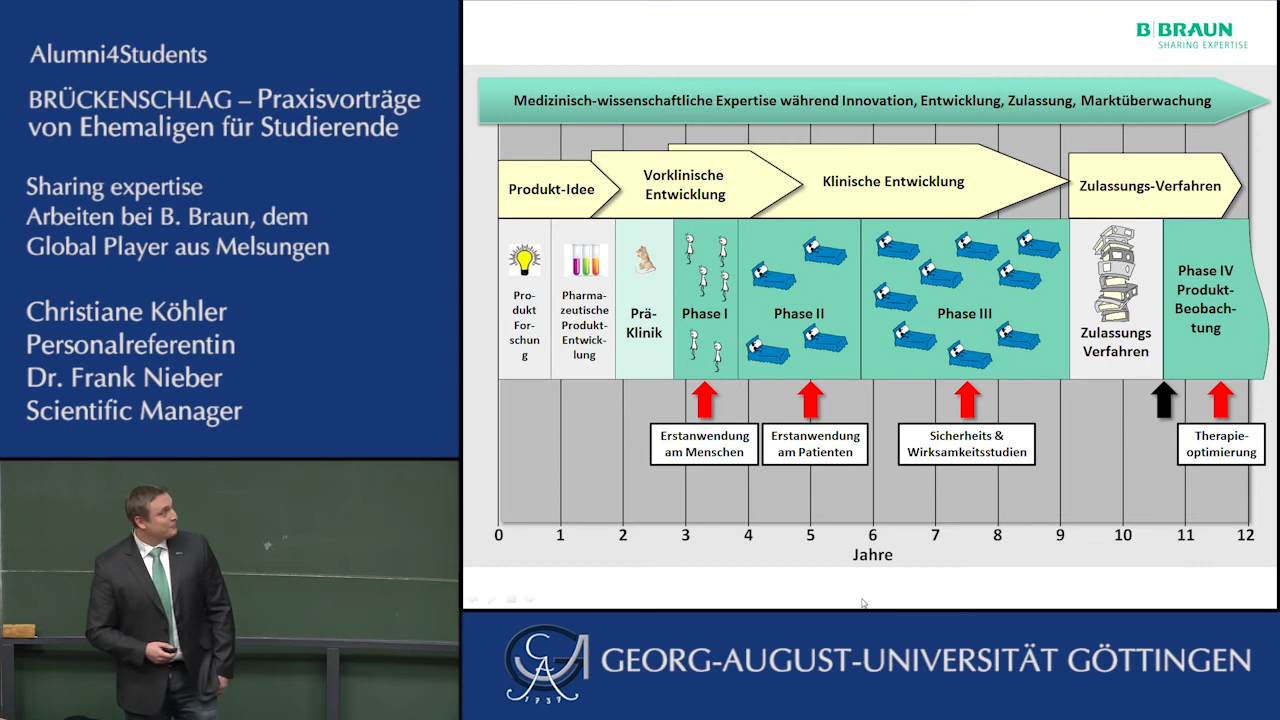 Alumni4Students
BRÜCKENSCHLAG – Praxisvorträge
von Ehemaligen für Studierende
Sharing expertise
Arbeiten bei B. Braun, dem
Global Player aus Melsungen
Christiane Köhler
Personalreferentin
Dr. Frank Nieber
Scientific Manager
B BRAUN
SHARING EXPERTISE
Medizinisch-wissenschaftliche Expertise während Innovation, Entwicklung, Zulassung, Marktüberwachung
Produkt-Idee
Vorklinische
Entwicklung
Klinische Entwicklung
Zulassungs-Verfahren
Pro-
dukt
For-
schun
g
Pharma-
zeutische
Produkt-
Entwick-
lung
Prä-
Klinik
Phase I
Phase II
Phase III
Zulassungs
Verfahren
Phase IV
Produkt-
Beobach-
tung
Erstanwendung
am Menschen
Erstanwendung
am Patienten
Sicherheits &
Wirksamkeitsstudien
Therapie-
optimierung
0 1 2 3 4 5 6 7 8 9 10 11 12
Jahre
GEORG-AUGUST-UNIVERSITÄT GÖTTINGEN
1737